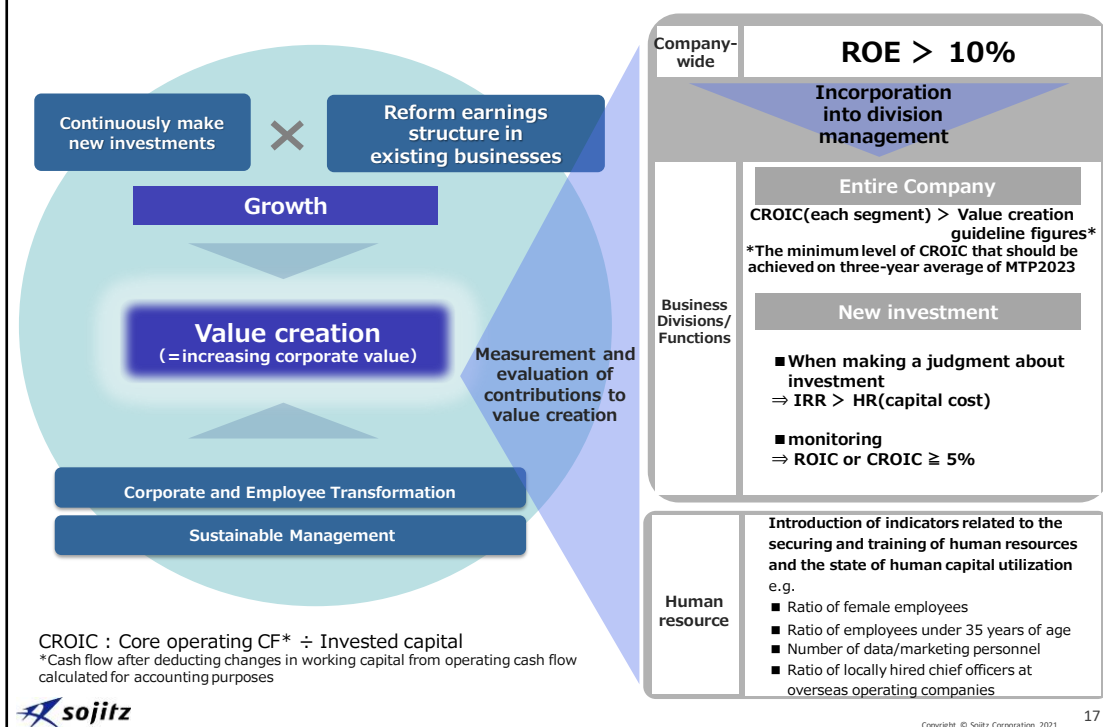 Continuously make
new investments
×
Reform earnings
structure in
existing businesses
Growth
Value creation
(=increasing corporate value)
Corporate and Employee Transformation
Sustainable Management
Measurement and
evaluation of
contributions to
value creation
CROIC : Core operating CF* ÷ Invested capital
*Cash flow after deducting changes in working capital from operating cash flow
calculated for accounting purposes
Company-
wide
ROE ＞ 10%
Incorporation
into division
management
Business
Divisions/
Functions
Entire Company
CROIC(each segment) ＞ Value creation
guideline figures*
*The minimum level of CROIC that should be
achieved on three-year average of MTP2023
New investment
■When making a judgment about
investment
⇒ IRR ＞ HR(capital cost)
■monitoring
⇒ ROIC or CROIC ≧ 5%
Human
resource
Introduction of indicators related to the
securing and training of human resources
and the state of human capital utilization
e.g.
■ Ratio of female employees
■ Ratio of employees under 35 years of age
■ Number of data/marketing personnel
■ Ratio of locally hired chief officers at
overseas operating companies
sojitz
Copyright © Sojitz Corporation 2021
17